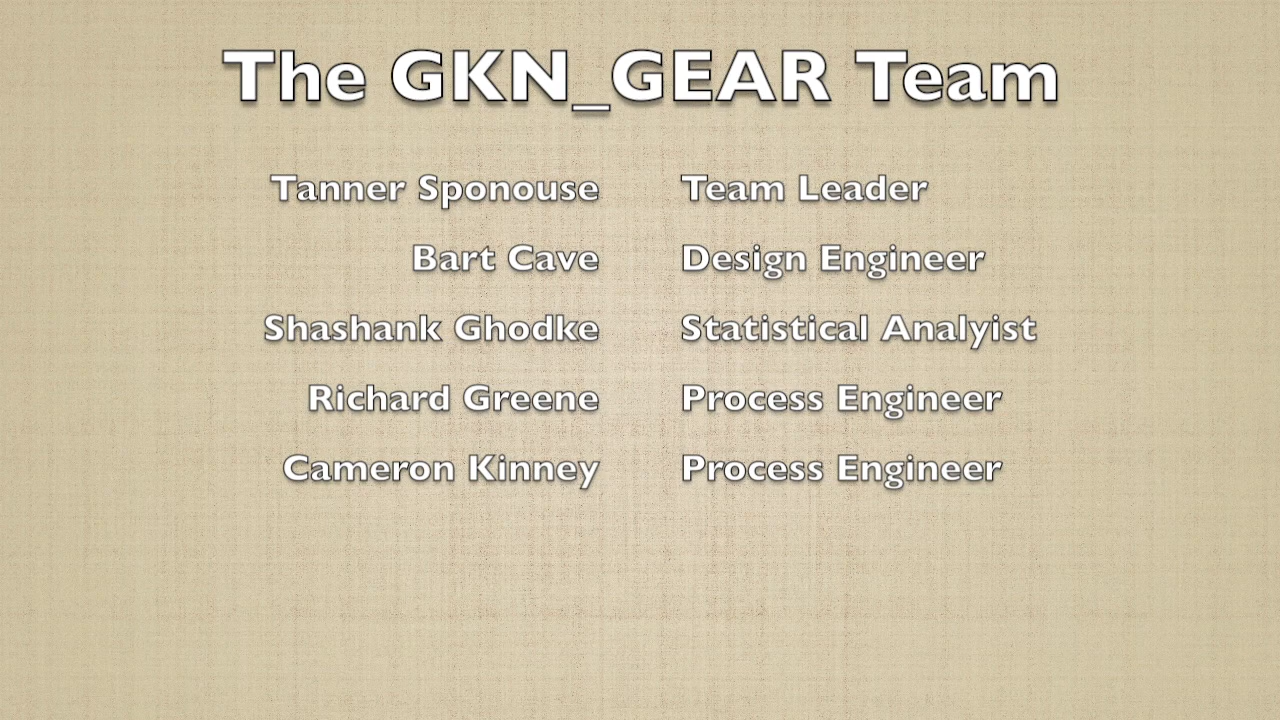 The GKN_GEAR Team
Tanner Sponouse Team Leader
Bart Cave Design Engineer
Shashank Ghodke Statistical Analyist
Richard Greene Process Engineer
Cameron Kinney Process Engineer